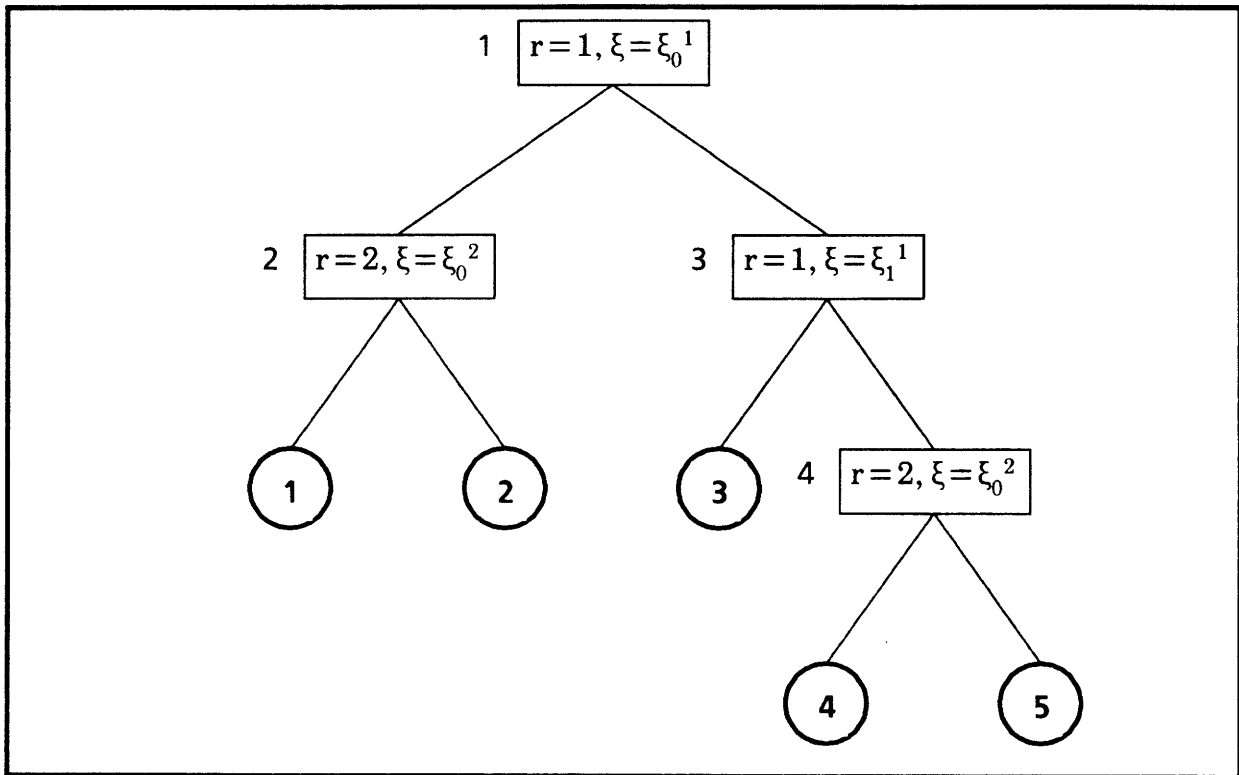 1 r = 1, ξ = ξ₀¹
2 r = 2, ξ = ξ₀²
3 r = 1, ξ = ξ₁¹
1
2
3
4 r = 2, ξ = ξ₀²
4
5